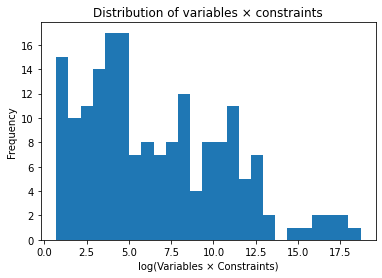 Distribution of variables × constraints
Frequency
16
14
12
10
8
6
4
2
0
0.0 2.5 5.0 7.5 10.0 12.5 15.0 17.5
log(Variables × Constraints)